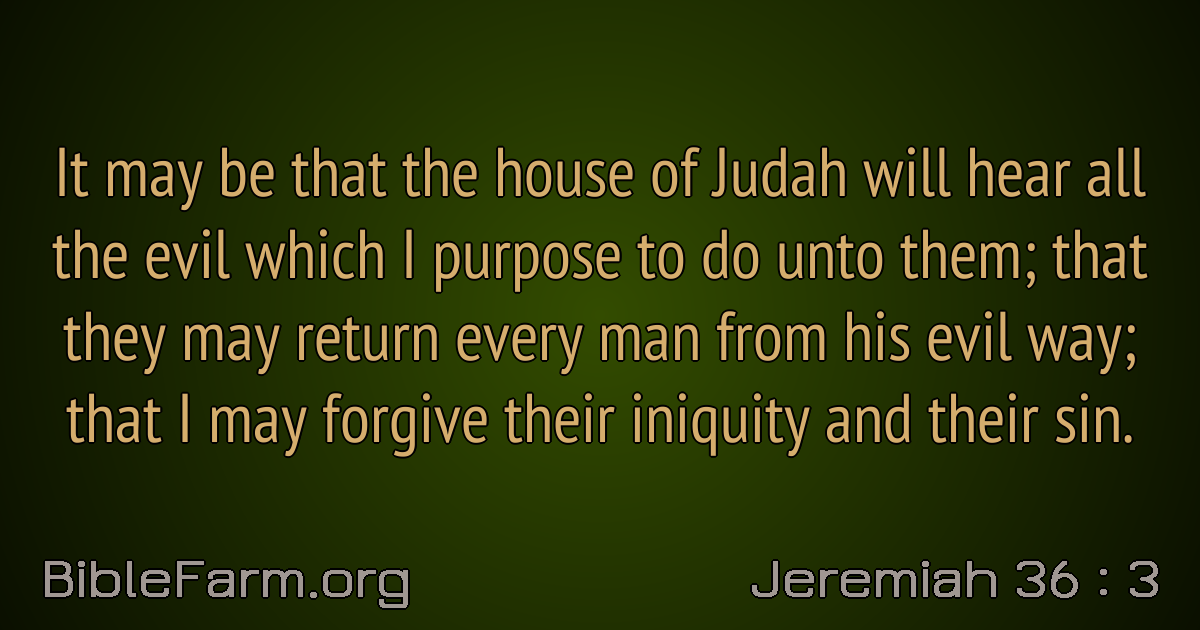 It may be that the house of Judah will hear all
the evil which I purpose to do unto them; that
they may return every man from his evil way;
that I may forgive their iniquity and their sin.
BibleFarm.org
Jeremiah 36 : 3